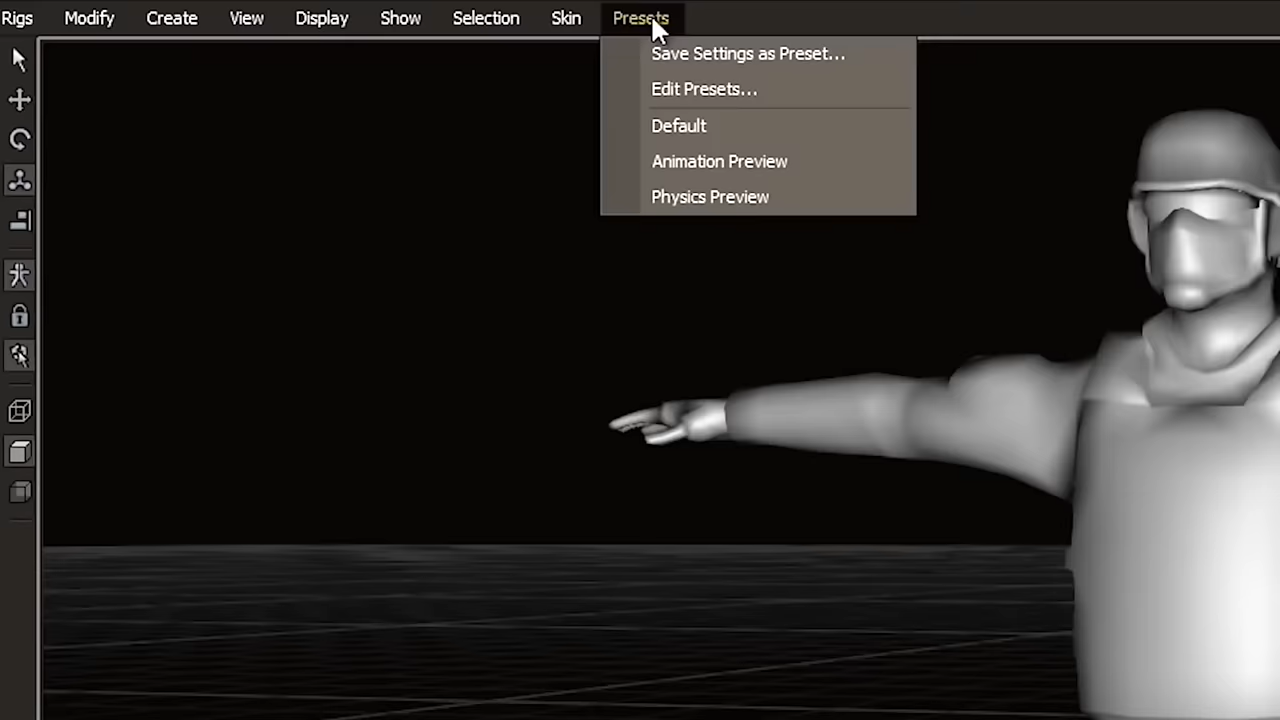 Rigs Modify Create View Display Show Selection Skin Presets
Save Settings as Preset...
Edit Presets...
Default
Animation Preview
Physics Preview